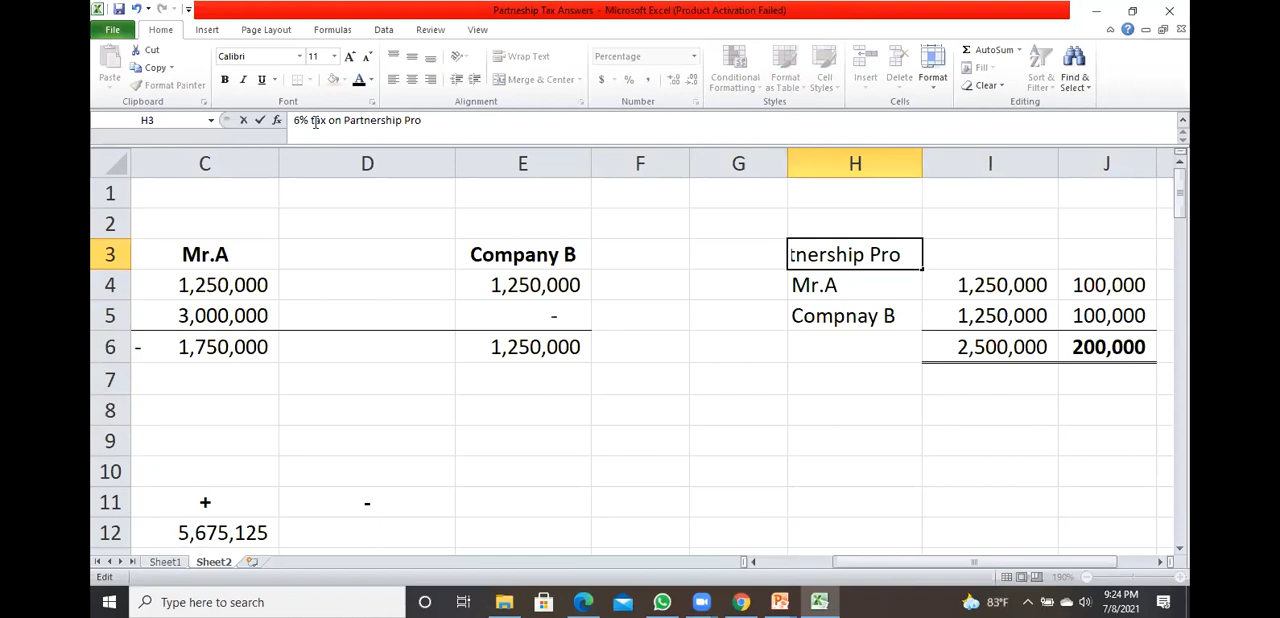 Partneship Tax Answers - Microsoft Excel (Product Activation Failed)
File Home Insert Page Layout Formulas Data Review View
Paste Cut Copy Format Painter Clipboard
Calibri 11 A A B I U A Font
Wrap Text Merge & Center Alignment
Percentage $ % , Number
Conditional Formatting Format as Table Cell Styles Styles
Insert Delete Format Cells
Σ AutoSum Fill Clear Sort & Filter Find & Select Editing
H3 fx 6% tax on Partnership Pro
C D E F G H I J
1
2
3 Mr.A Company B tnership Pro
4 1,250,000 1,250,000 Mr.A 1,250,000 100,000
5 3,000,000 - Compnay B 1,250,000 100,000
6 - 1,750,000 1,250,000 2,500,000 200,000
7
8
9
10
11 + -
12 5,675,125
Sheet1 Sheet2
Edit 190%
Type here to search 83°F 9:24 PM
7/8/2021